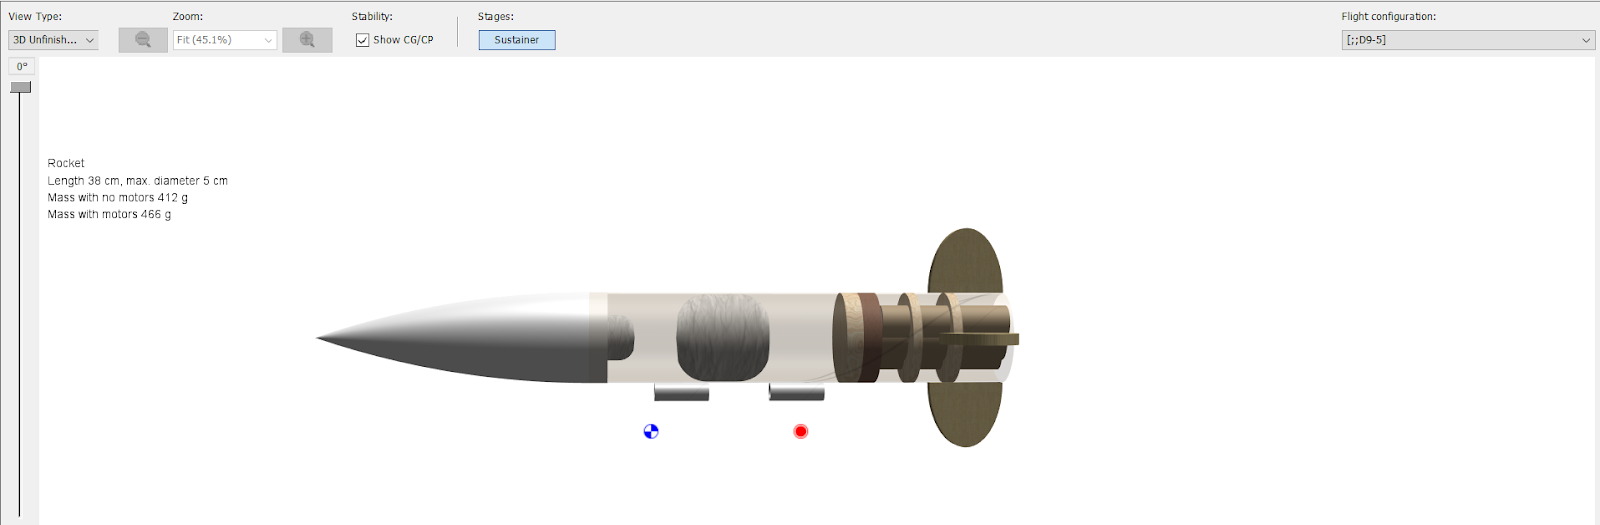 View Type:
Zoom:
Stability:
Stages:
Flight configuration:
3D Unfinish...
Fit (45.1%)
Show CG/CP
Sustainer
[;;D9-5]
0°
Rocket
Length 38 cm, max. diameter 5 cm
Mass with no motors 412 g
Mass with motors 466 g